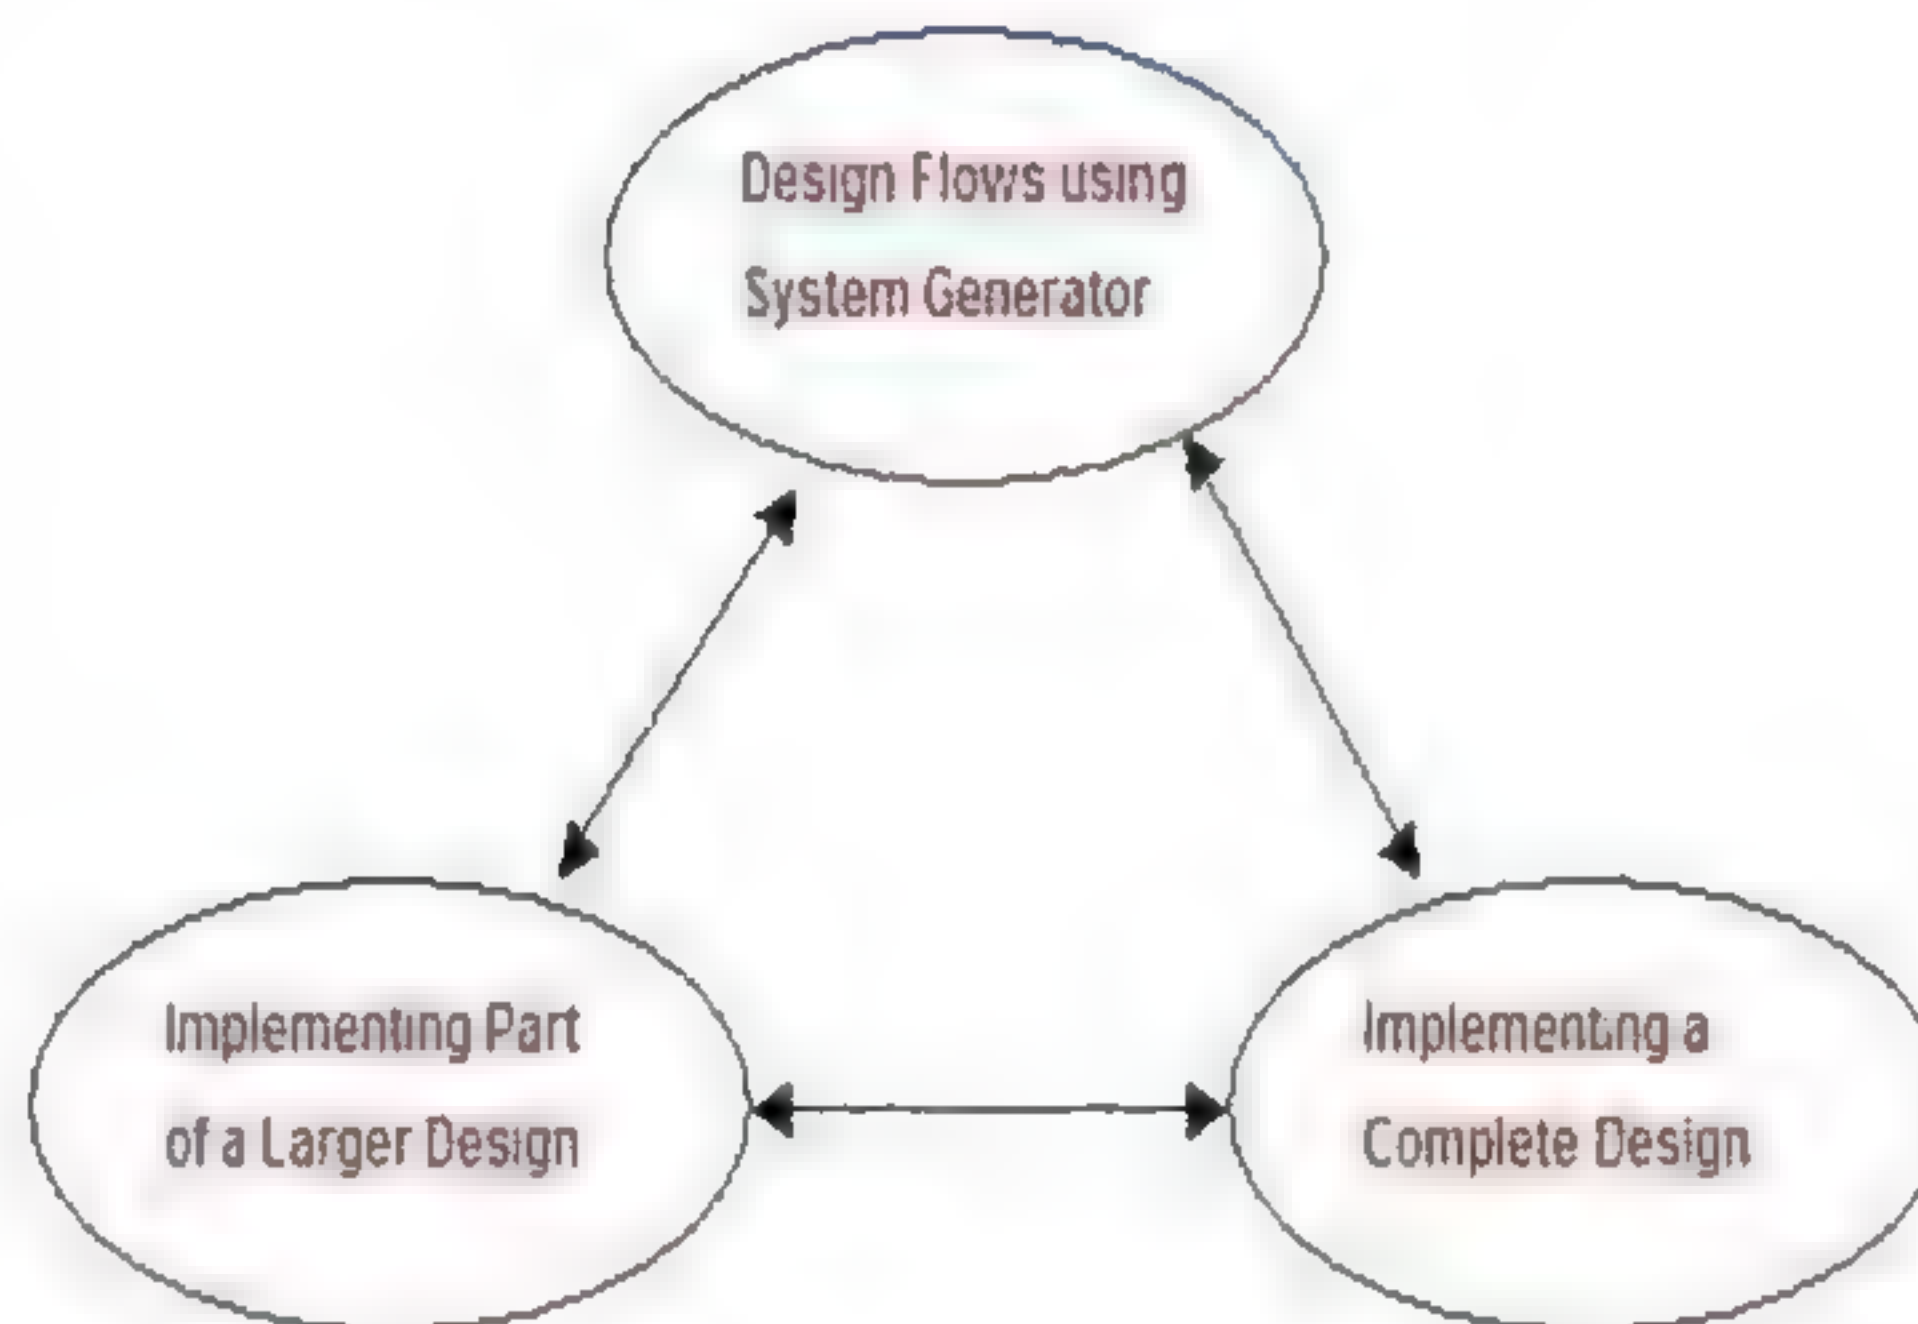 Design Flows using
System Generator
Implementing Part
of a Larger Design
Implementing a
Complete Design